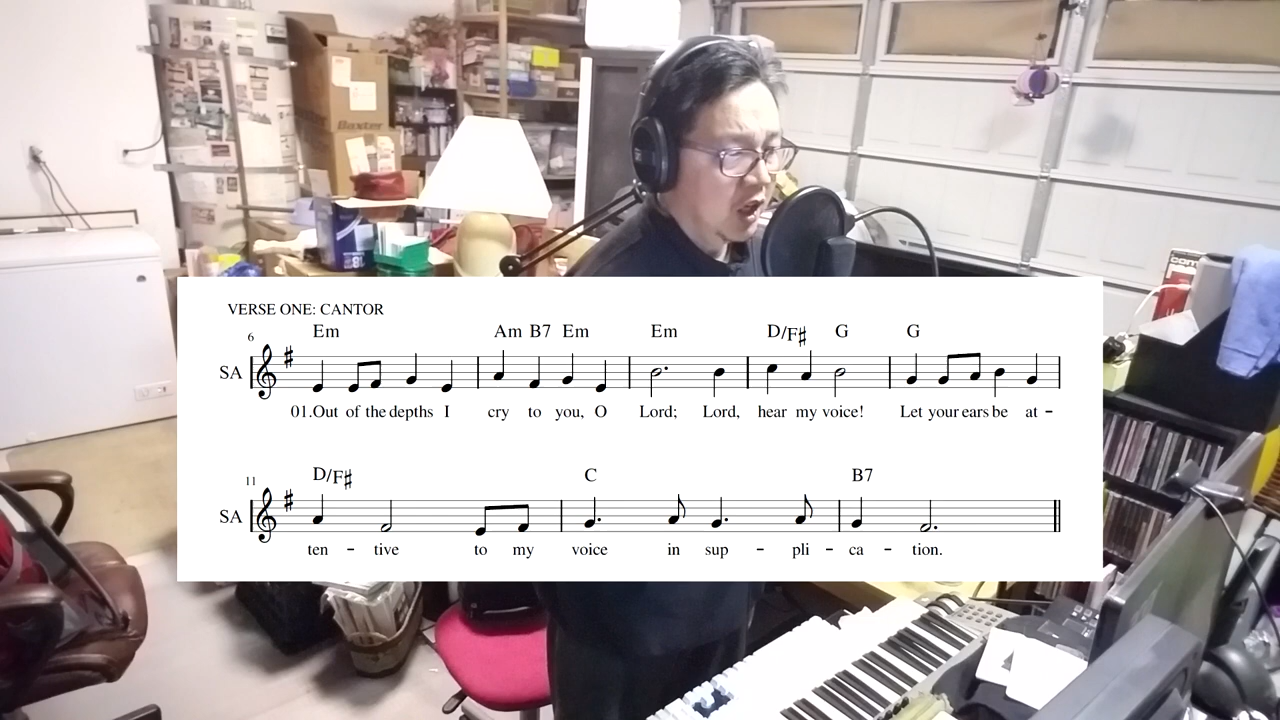 Baxter
18
VERSE ONE: CANTOR
6 Em Am B7 Em Em D/F♯ G G
SA
01.Out of the depths I cry to you, O Lord; Lord, hear my voice! Let your ears be at -
11 D/F♯ C B7
SA
ten - tive to my voice in sup - pli - ca - tion.